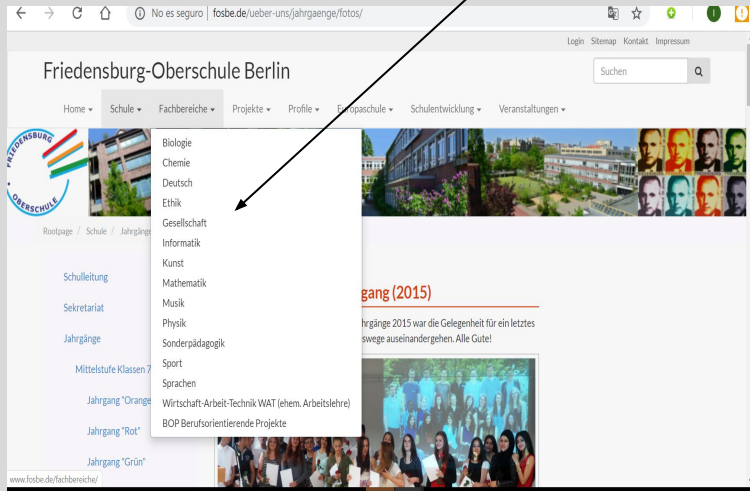 No es seguro | fosbe.de/ueber-uns/jahrgaenge/fotos/
Login Sitemap Kontakt Impressum
Friedensburg-Oberschule Berlin
Suchen
Home Schule Fachbereiche Projekte Profile Europaschule Schulentwicklung Veranstaltungen
FRIEDENSBURG
OBERSCHULE
Biologie
Chemie
Deutsch
Ethik
Gesellschaft
Informatik
Kunst
Mathematik
Musik
Physik
Sonderpädagogik
Sport
Sprachen
Wirtschaft-Arbeit-Technik WAT (ehem. Arbeitslehre)
BOP Berufsorientierende Projekte
Rootpage / Schule / Jahrgänge
Schulleitung
Sekretariat
Jahrgänge
Mittelstufe Klassen 7
Jahrgang "Orange
Jahrgang "Rot"
Jahrgang "Grün"
gang (2015)
hrgänge 2015 war die Gelegenheit für ein letztes
swege auseinandergehen. Alle Gute!
www.fosbe.de/fachbereiche/